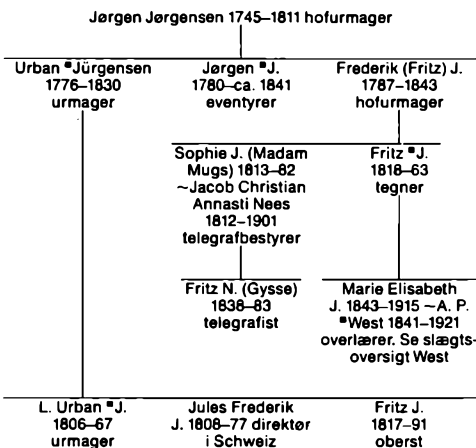 Jørgen Jørgensen 1745–1811 hofurmager
Urban ■Jürgensen
1776–1830
urmager
Jørgen ■J.
1780–ca. 1841
eventyrer
Frederik (Fritz) J.
1787–1843
hofurmager
Sophie J. (Madam
Mugs) 1813–82
~Jacob Christian
Annasti Nees
1812–1901
telegrafbestyrer
Fritz ■J.
1818–63
tegner
Fritz N. (Gysse)
1838–83
telegrafist
Marie Elisabeth
J. 1843–1915 ~A. P.
■West 1841–1921
overlærer. Se slægts-
oversigt West
L. Urban ■J.
1806–67
urmager
Jules Frederik
J. 1808–77 direktør
i Schweiz
Fritz J.
1817–91
oberst